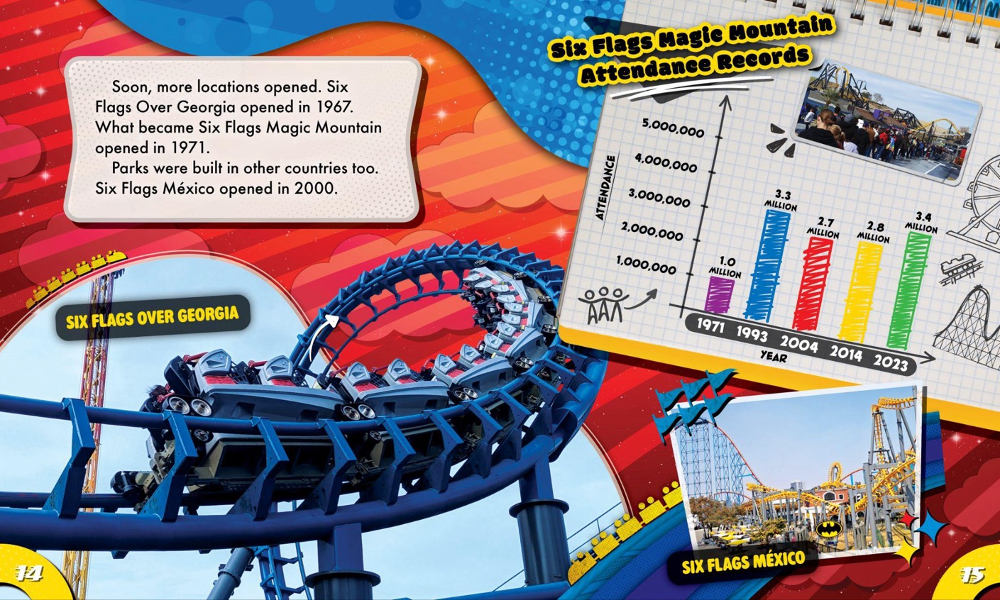 Soon, more locations opened. Six
Flags Over Georgia opened in 1967.
What became Six Flags Magic Mountain
opened in 1971.
Parks were built in other countries too.
Six Flags México opened in 2000.
SIX FLAGS OVER GEORGIA
14
Six Flags Magic Mountain
Attendance Records
ATTENDANCE
5,000,000
4,000,000
3,000,000
2,000,000
1,000,000
1.0
MILLION
3.3
MILLION
2.7
MILLION
2.8
MILLION
3.4
MILLION
1971 1993 2004 2014 2023
YEAR
SIX FLAGS MÉXICO
15